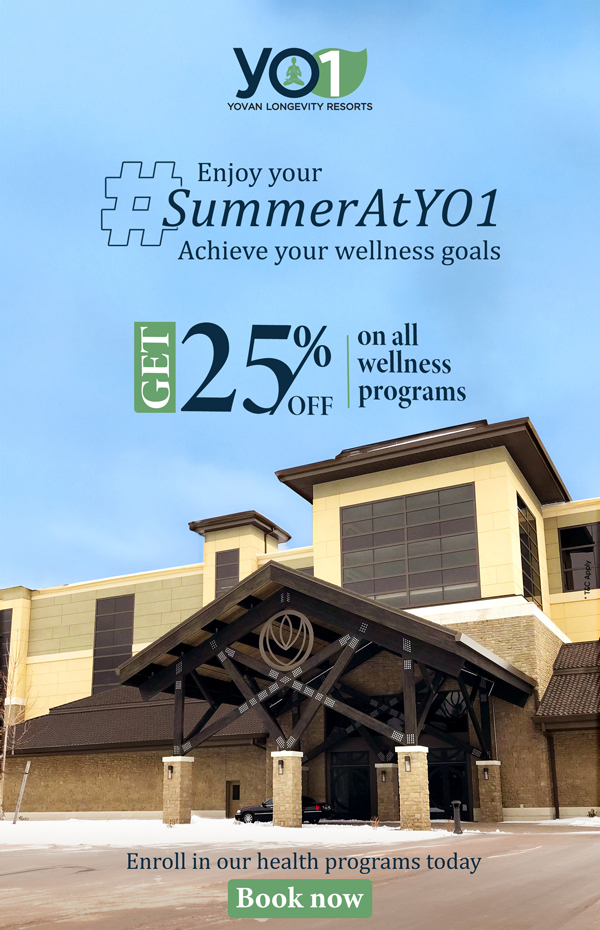 YO1
YOVAN LONGEVITY RESORTS
Enjoy your
#SummerAtYO1
Achieve your wellness goals
GET 25% OFF
on all
wellness
programs
* T&C Apply
Enroll in our health programs today
Book now